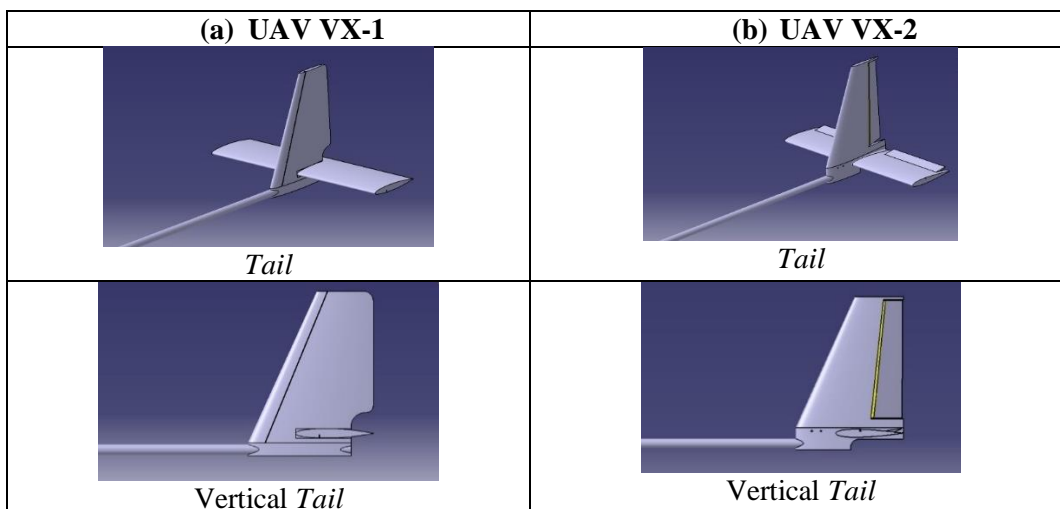 (a) UAV VX-1
(b) UAV VX-2
Tail
Tail
Vertical Tail
Vertical Tail